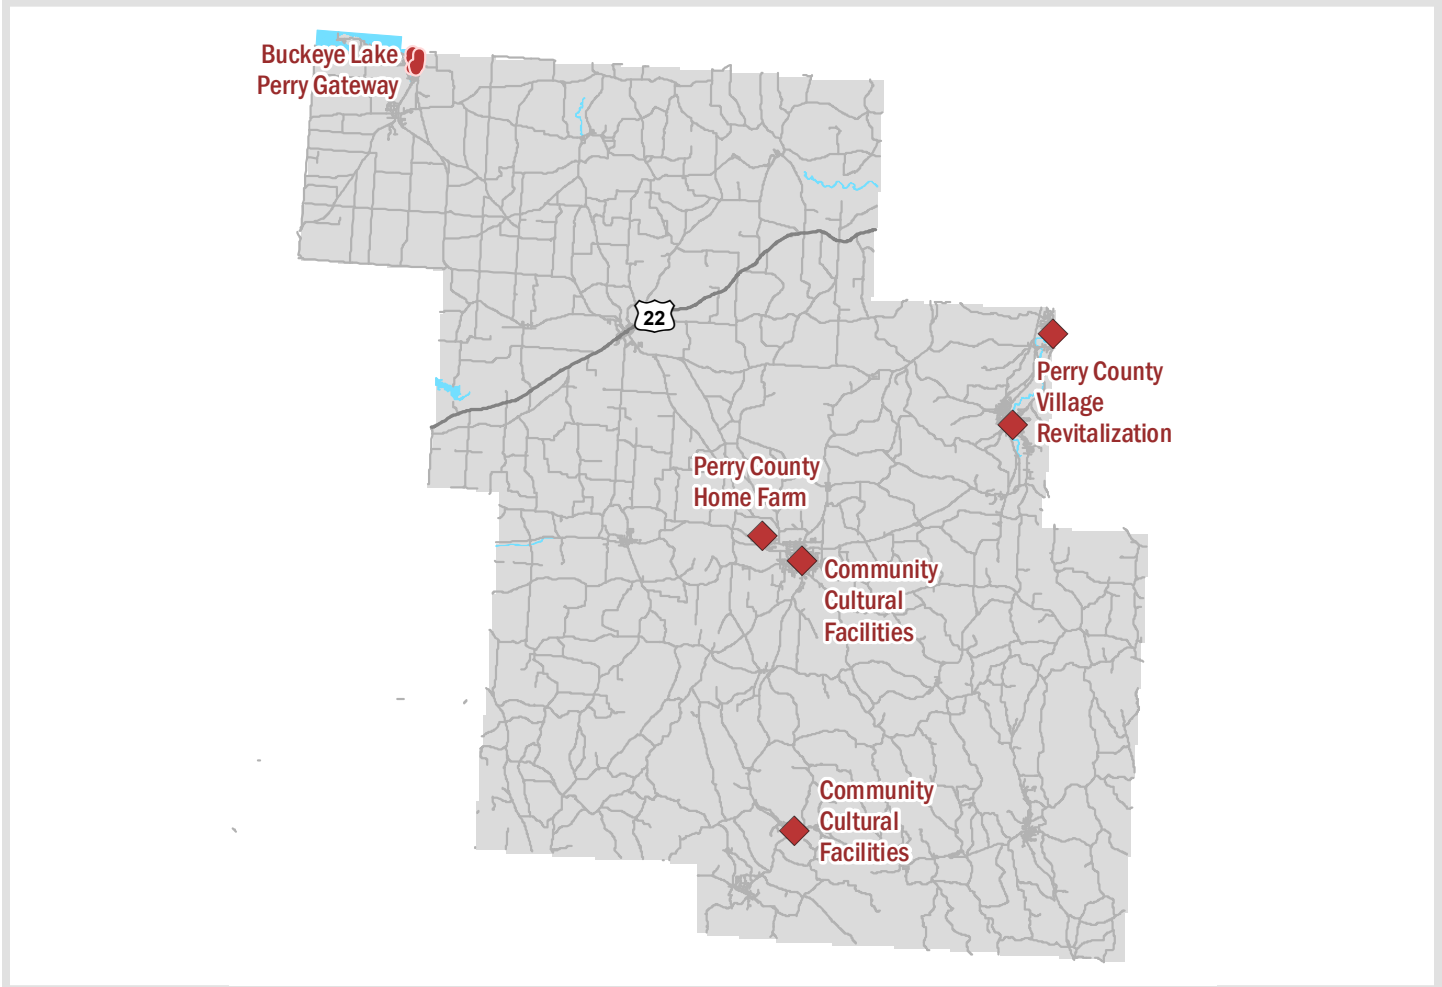 Buckeye Lake
Perry Gateway
22
Perry County
Village
Revitalization
Perry County
Home Farm
Community
Cultural
Facilities
Community
Cultural
Facilities